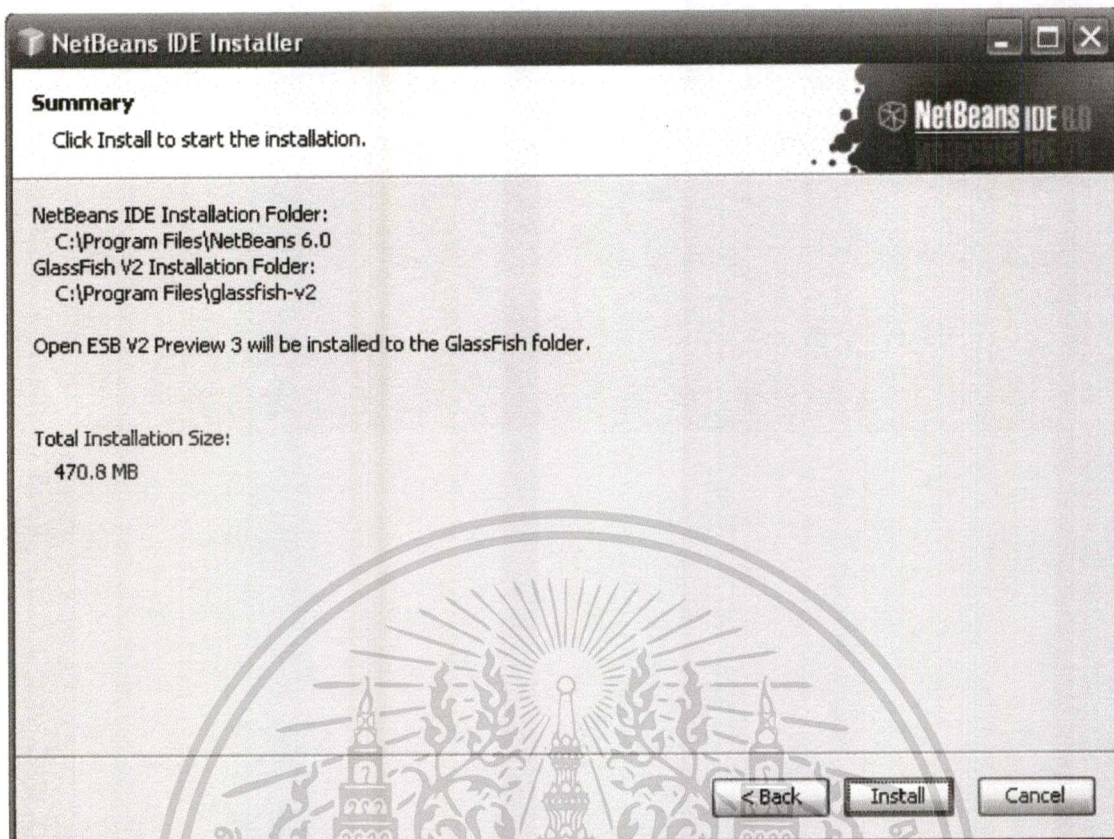 NetBeans IDE Installer
Summary
Click Install to start the installation.
NetBeans IDE 6.0
NetBeans IDE Installation Folder:
C:\Program Files\NetBeans 6.0
GlassFish V2 Installation Folder:
C:\Program Files\glassfish-v2
Open ESB V2 Preview 3 will be installed to the GlassFish folder.
Total Installation Size:
470.8 MB
< Back
Install
Cancel